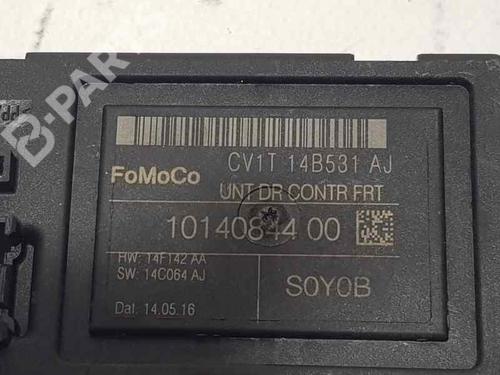 B-PARTS
CV1T 14B531 AJ
FoMoCo
UNT DR CONTR FRT
10140844 00
HW: 14F142 AA
SW: 14C064 AJ
S0Y0B
Dat. 14.05.16